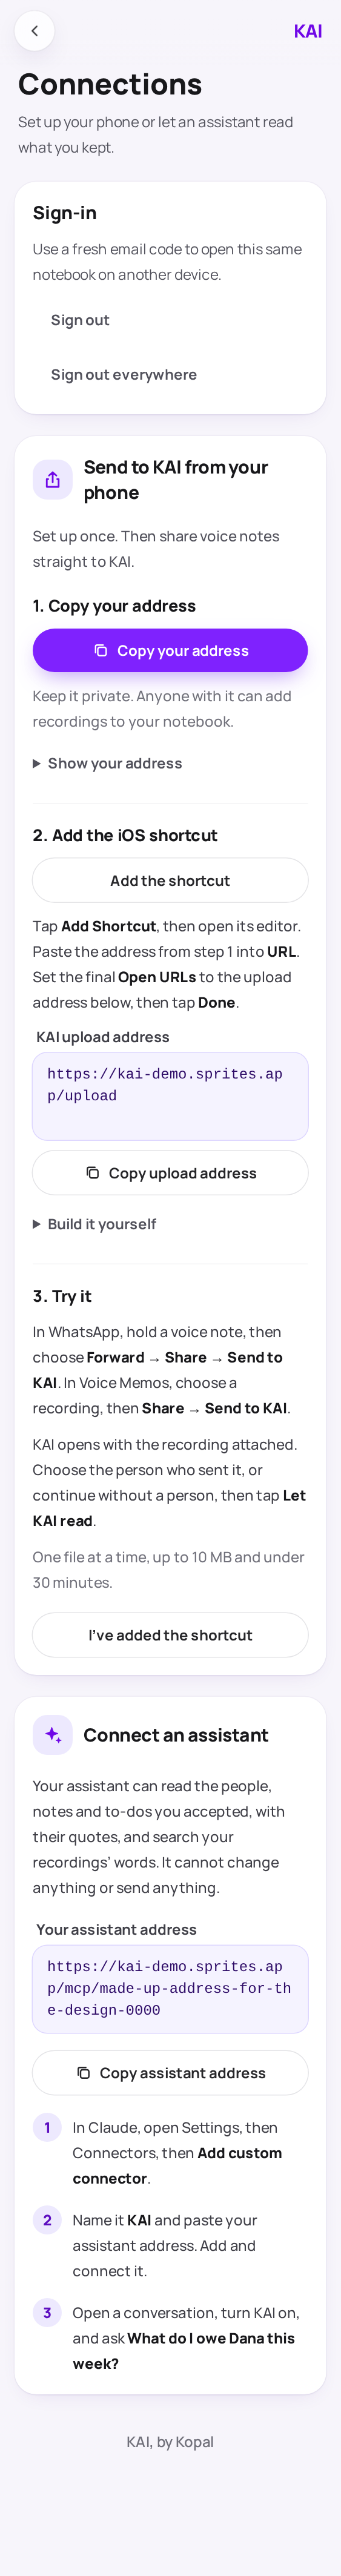 KAI
Connections
Set up your phone or let an assistant read
what you kept.
Sign-in
Use a fresh email code to open this same
notebook on another device.
Sign out
Sign out everywhere
Send to KAI from your
phone
Set up once. Then share voice notes
straight to KAI.
1. Copy your address
Copy your address
Keep it private. Anyone with it can add
recordings to your notebook.
Show your address
2. Add the iOS shortcut
Add the shortcut
Tap Add Shortcut, then open its editor.
Paste the address from step 1 into URL.
Set the final Open URLs to the upload
address below, then tap Done.
KAI upload address
https://kai-demo.sprites.ap
p/upload
Copy upload address
Build it yourself
3. Try it
In WhatsApp, hold a voice note, then
choose Forward → Share → Send to
KAI. In Voice Memos, choose a
recording, then Share → Send to KAI.
KAI opens with the recording attached.
Choose the person who sent it, or
continue without a person, then tap Let
KAI read.
One file at a time, up to 10 MB and under
30 minutes.
I've added the shortcut
Connect an assistant
Your assistant can read the people,
notes and to-dos you accepted, with
their quotes, and search your
recordings' words. It cannot change
anything or send anything.
Your assistant address
https://kai-demo.sprites.ap
p/mcp/made-up-address-for-th
e-design-0000
Copy assistant address
1 In Claude, open Settings, then
Connectors, then Add custom
connector.
2 Name it KAI and paste your
assistant address. Add and
connect it.
3 Open a conversation, turn KAI on,
and ask What do I owe Dana this
week?
KAI, by Kopal